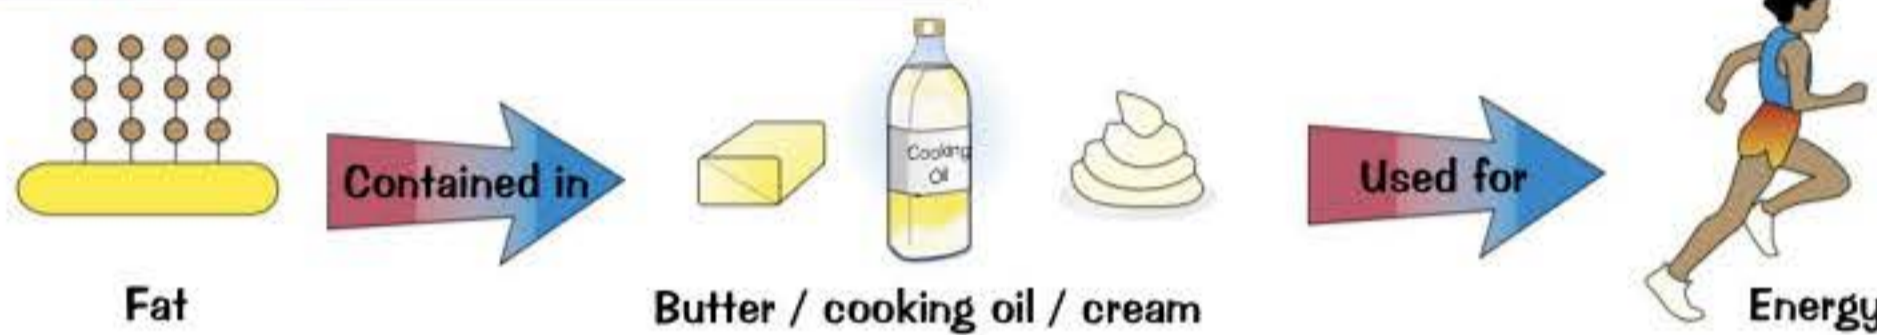 Contained in
Cooking
Oil
Used for
Fat
Butter / cooking oil / cream
Energy